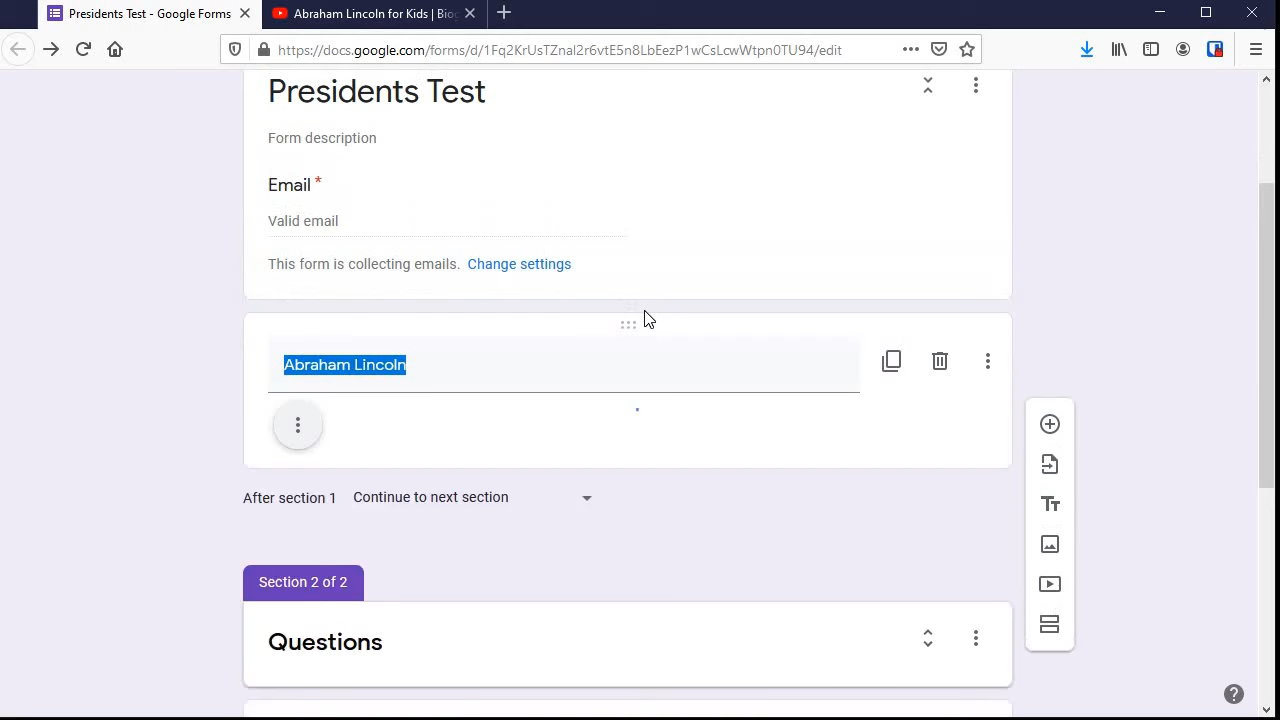 Presidents Test - Google Forms
Abraham Lincoln for Kids | Biog
https://docs.google.com/forms/d/1Fq2KrUsTZnal2r6vtE5n8LbEezP1wCsLcwWtpn0TU94/edit
Presidents Test
Form description
Email *
Valid email
This form is collecting emails. Change settings
Abraham Lincoln
After section 1 Continue to next section
Tт
Section 2 of 2
Questions